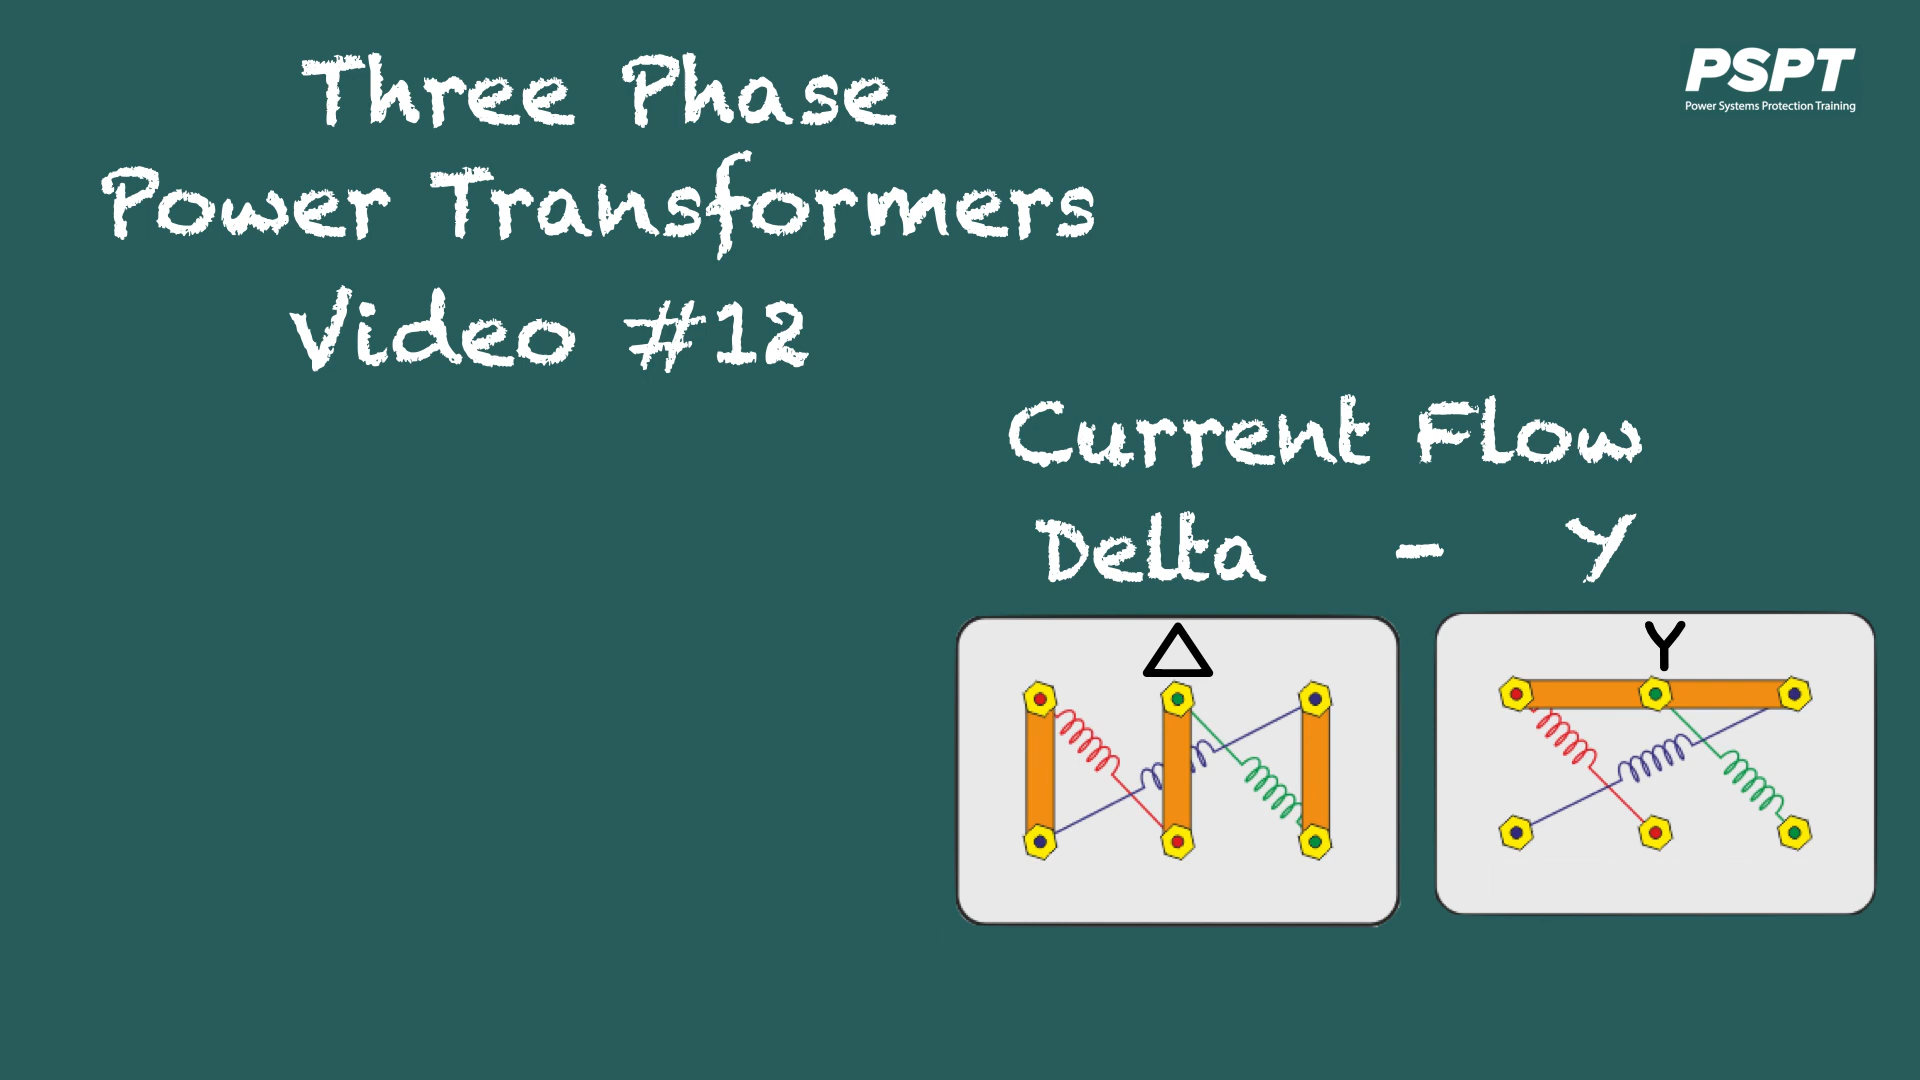 Three Phase
Power Transformers
Video #12
PSPT
Power Systems Protection Training
Current Flow
Delta - Y
Δ
Y